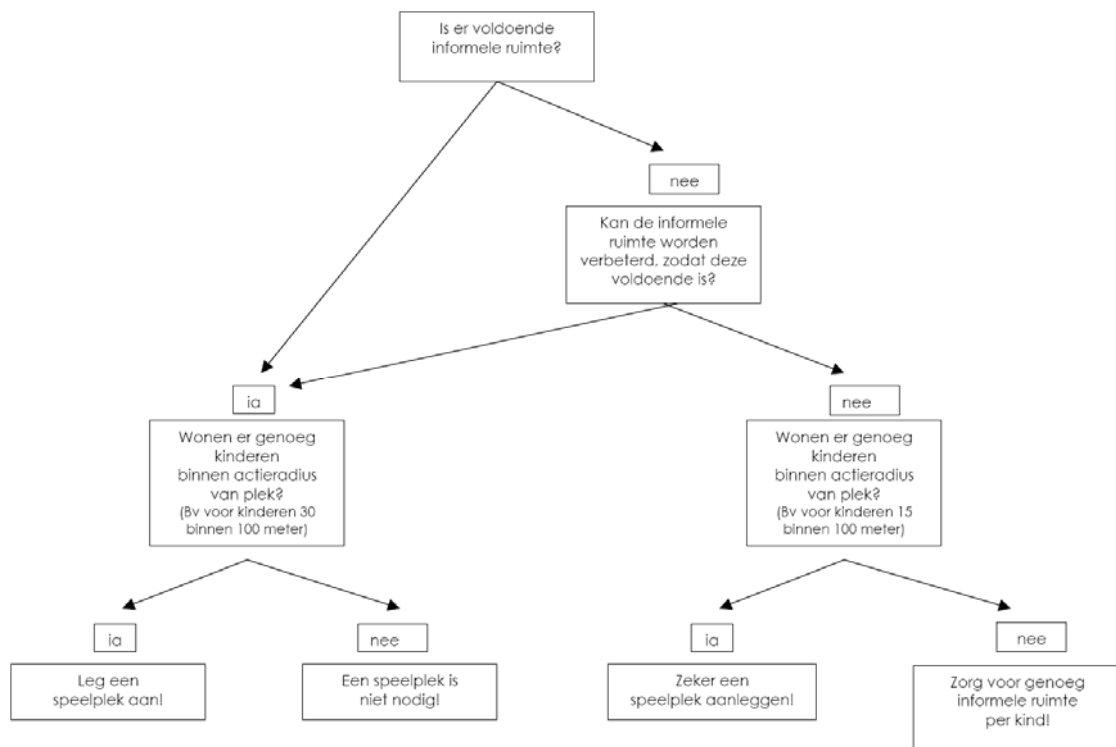 Is er voldoende
informele ruimte?
nee
Kan de informele
ruimte worden
verbeterd, zodat deze
voldoende is?
ja
nee
Wonen er genoeg
kinderen
binnen actieradius
van plek?
(Bv voor kinderen 30
binnen 100 meter)
Wonen er genoeg
kinderen
binnen actieradius
van plek?
(Bv voor kinderen 15
binnen 100 meter)
ja
nee
ja
nee
Leg een
speelplek aan!
Een speelplek is
niet nodig!
Zeker een
speelplek aanleggen!
Zorg voor genoeg
informele ruimte
per kind!